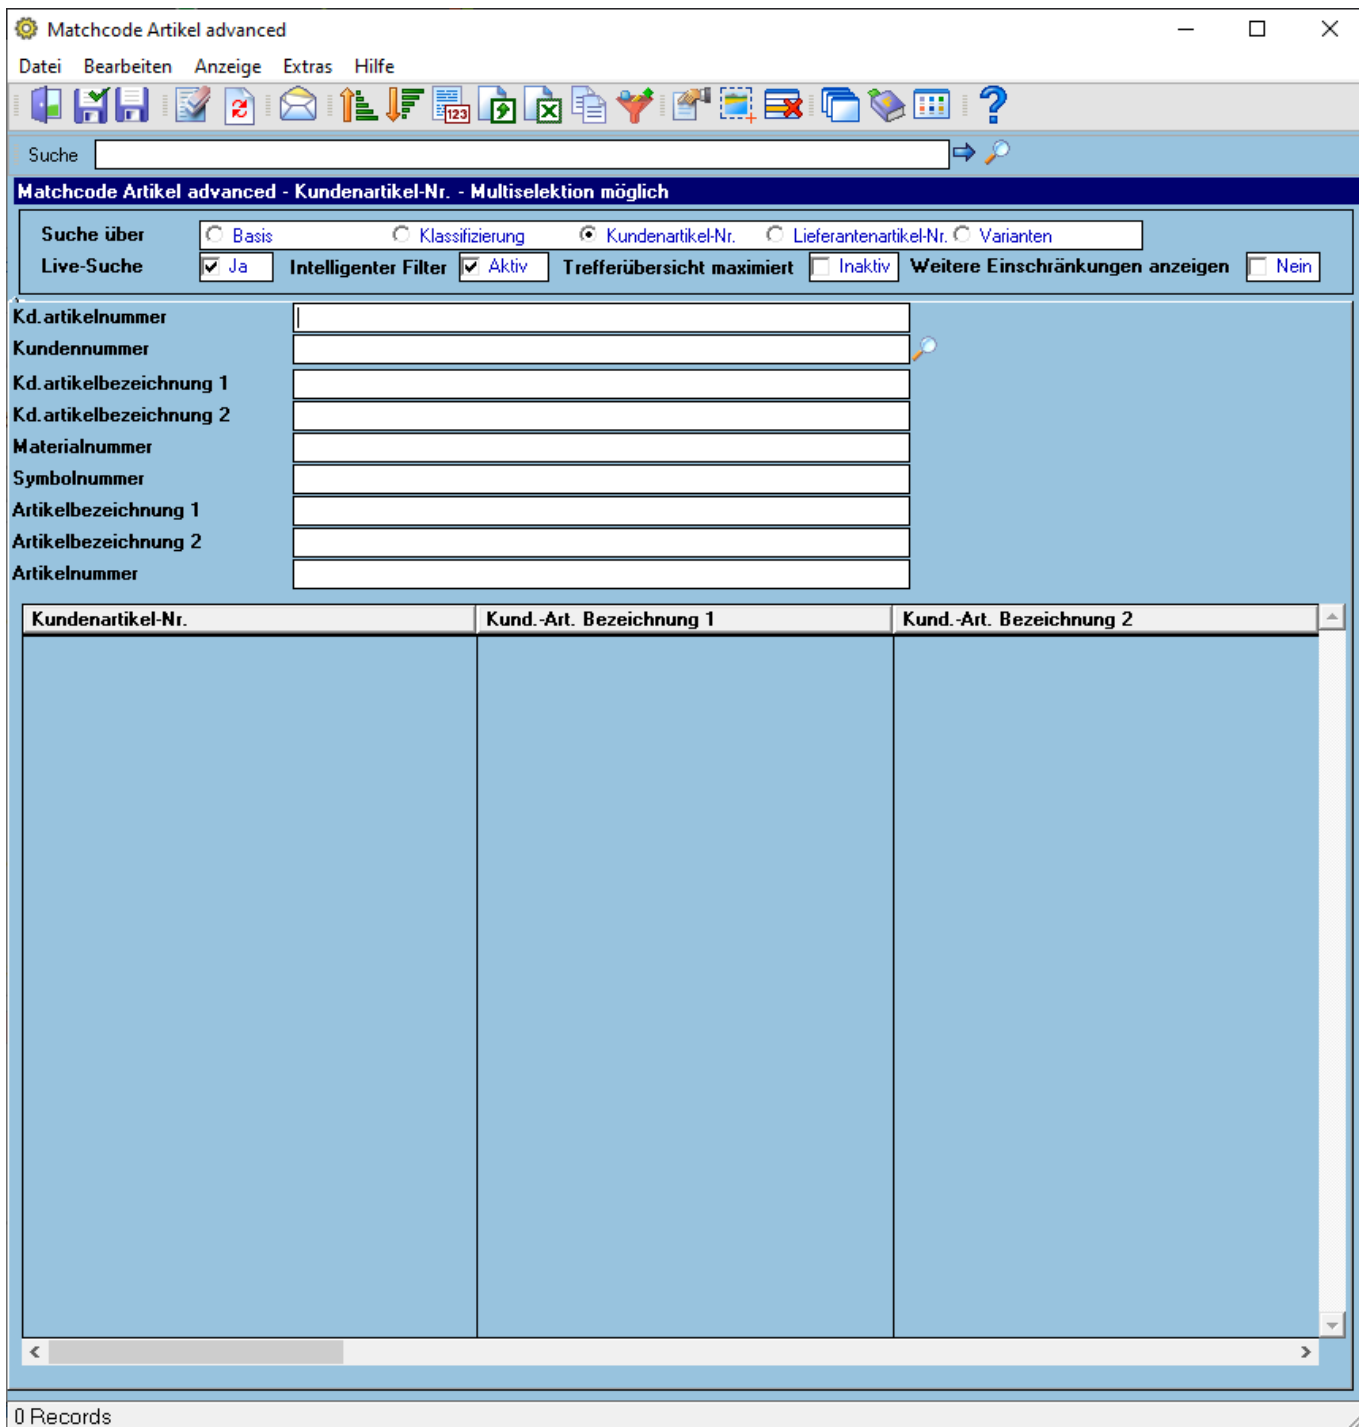 Matchcode Artikel advanced
Datei Bearbeiten Anzeige Extras Hilfe
123
Suche
Matchcode Artikel advanced - Kundenartikel-Nr. - Multiselektion möglich
Suche über Basis Klassifizierung Kundenartikel-Nr. Lieferantenartikel-Nr. Varianten
Live-Suche Ja Intelligenter Filter Aktiv Trefferübersicht maximiert Inaktiv Weitere Einschränkungen anzeigen Nein
Kd.artikelnummer
Kundennummer
Kd.artikelbezeichnung 1
Kd.artikelbezeichnung 2
Materialnummer
Symbolnummer
Artikelbezeichnung 1
Artikelbezeichnung 2
Artikelnummer
Kundenartikel-Nr. Kund.-Art. Bezeichnung 1 Kund.-Art. Bezeichnung 2
0 Records